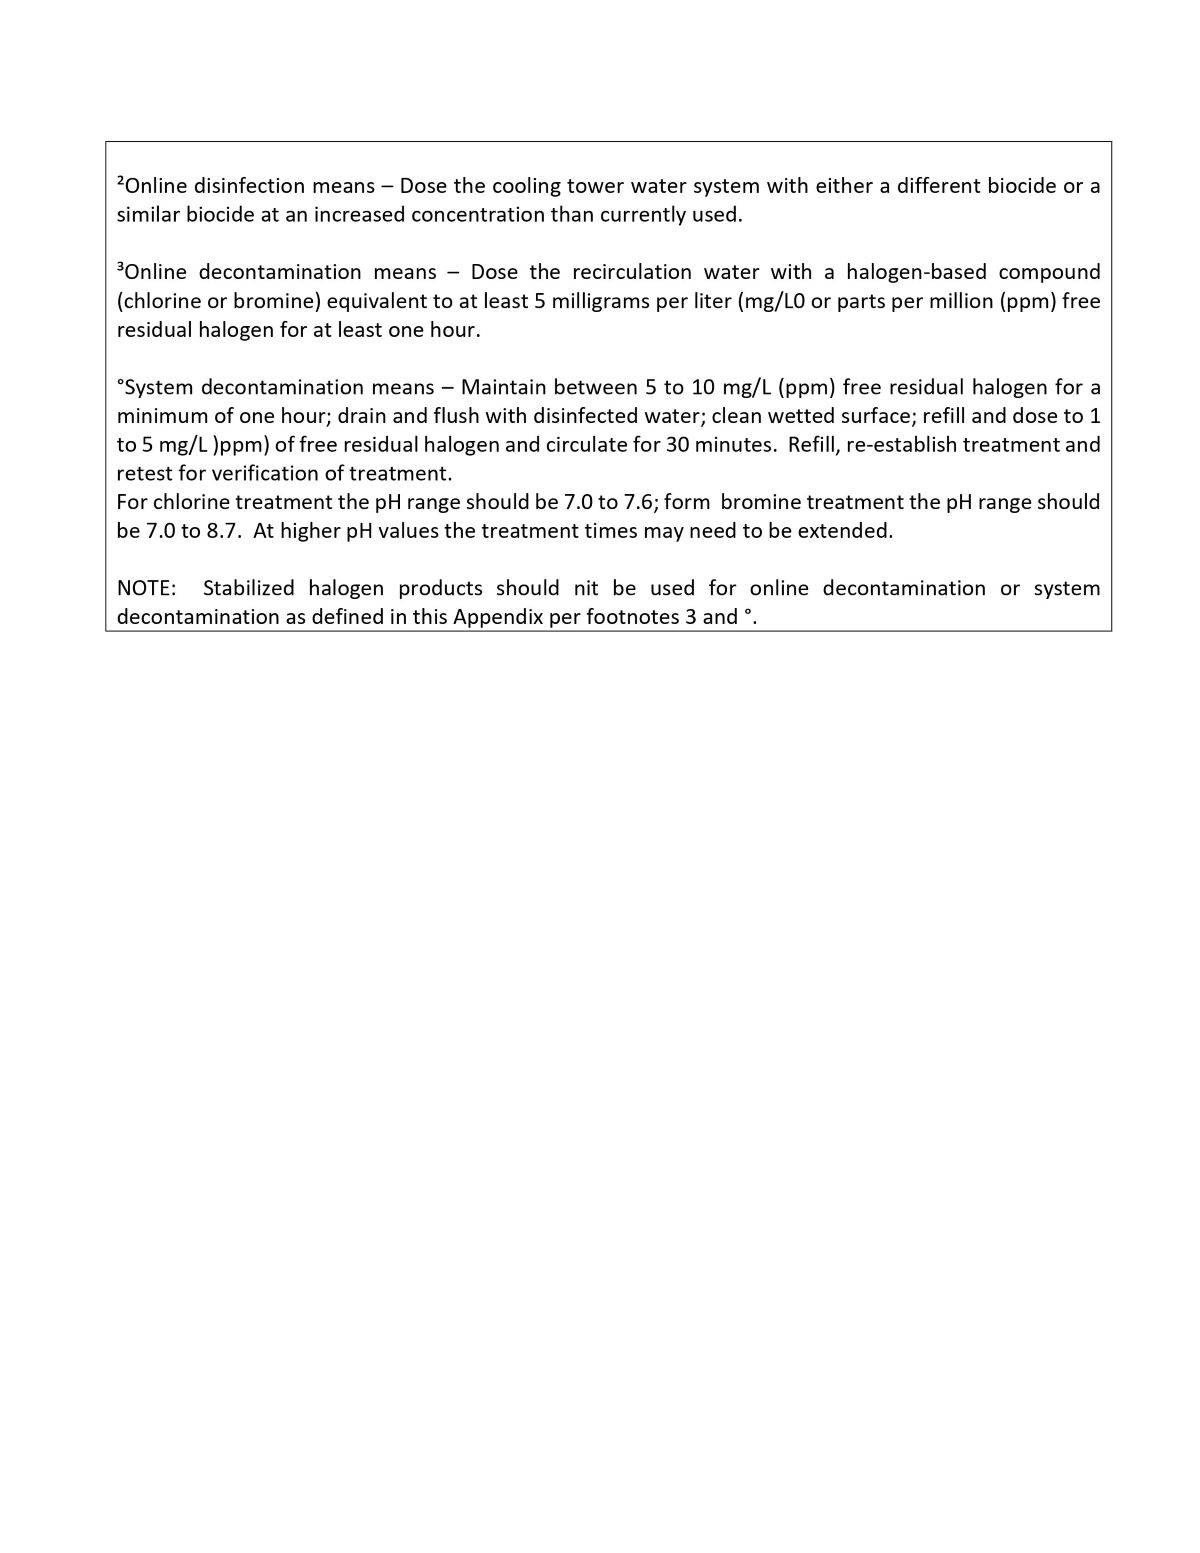 ²Online disinfection means – Dose the cooling tower water system with either a different biocide or a
similar biocide at an increased concentration than currently used.
³Online decontamination means – Dose the recirculation water with a halogen-based compound
(chlorine or bromine) equivalent to at least 5 milligrams per liter (mg/L0 or parts per million (ppm) free
residual halogen for at least one hour.
°System decontamination means – Maintain between 5 to 10 mg/L (ppm) free residual halogen for a
minimum of one hour; drain and flush with disinfected water; clean wetted surface; refill and dose to 1
to 5 mg/L )ppm) of free residual halogen and circulate for 30 minutes.  Refill, re-establish treatment and
retest for verification of treatment.
For chlorine treatment the pH range should be 7.0 to 7.6; form  bromine treatment the pH range should
be 7.0 to 8.7.  At higher pH values the treatment times may need to be extended.
NOTE:  Stabilized halogen products should nit be used for online decontamination or system
decontamination as defined in this Appendix per footnotes 3 and °.